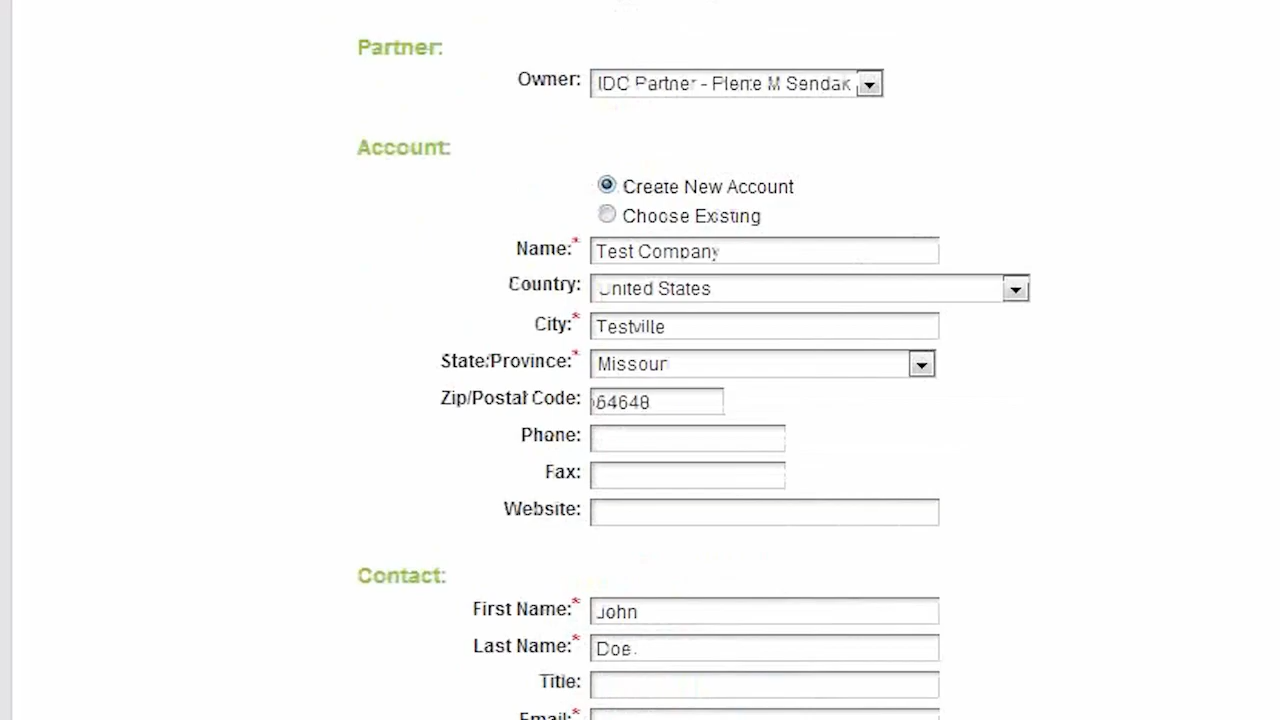 Partner:
Owner: IDC Partner - Pierre M Sendak
Account:
Create New Account
Choose Existing
Name:* Test Company
Country: United States
City:* Testville
State/Province:* Missouri
Zip/Postal Code: 64648
Phone:
Fax:
Website:
Contact:
First Name:* John
Last Name:* Doe
Title:
Email:*